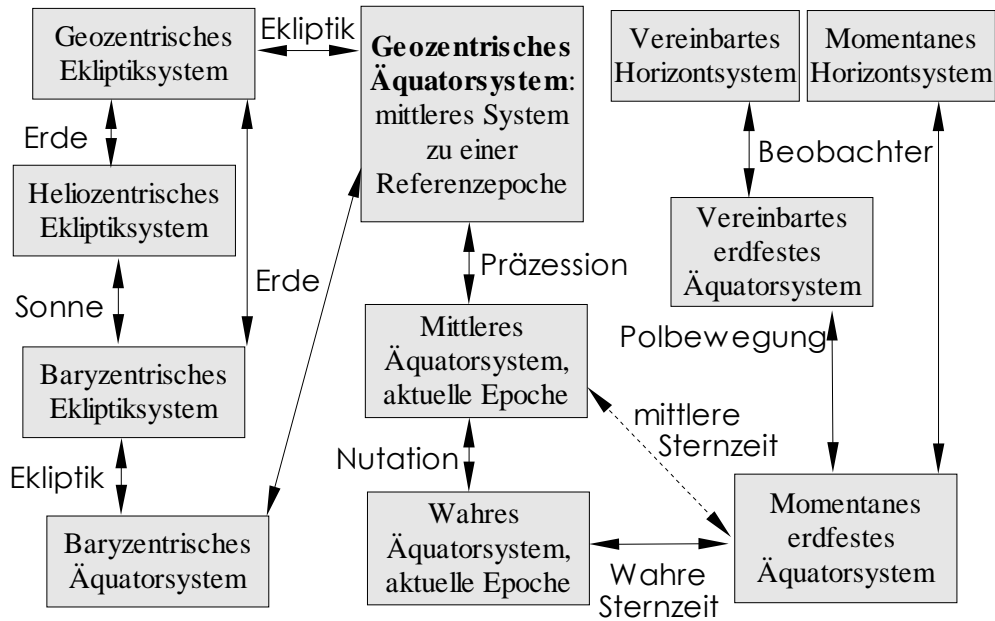 Geozentrisches
Ekliptiksystem
Ekliptik
Geozentrisches
Äquatorsystem:
mittleres System
zu einer
Referenzepoche
Vereinbartes
Horizontsystem
Momentanes
Horizontsystem
Erde
Heliozentrisches
Ekliptiksystem
Beobachter
Vereinbartes
erdfestes
Äquatorsystem
Sonne
Erde
Präzession
Baryzentrisches
Ekliptiksystem
Mittleres
Äquatorsystem,
aktuelle Epoche
Polbewegung
Ekliptik
Nutation
mittlere
Sternzeit
Baryzentrisches
Äquatorsystem
Wahres
Äquatorsystem,
aktuelle Epoche
Wahre
Sternzeit
Momentanes
erdfestes
Äquatorsystem